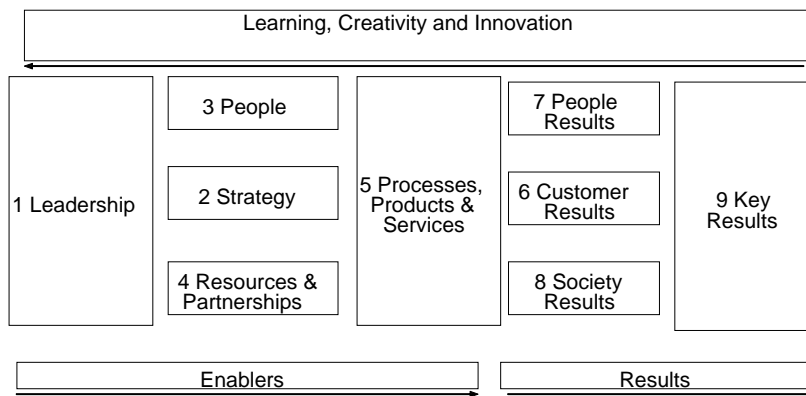 Learning, Creativity and Innovation
1 Leadership
3 People
2 Strategy
4 Resources &
Partnerships
5 Processes,
Products &
Services
7 People
Results
6 Customer
Results
8 Society
Results
9 Key
Results
Enablers
Results